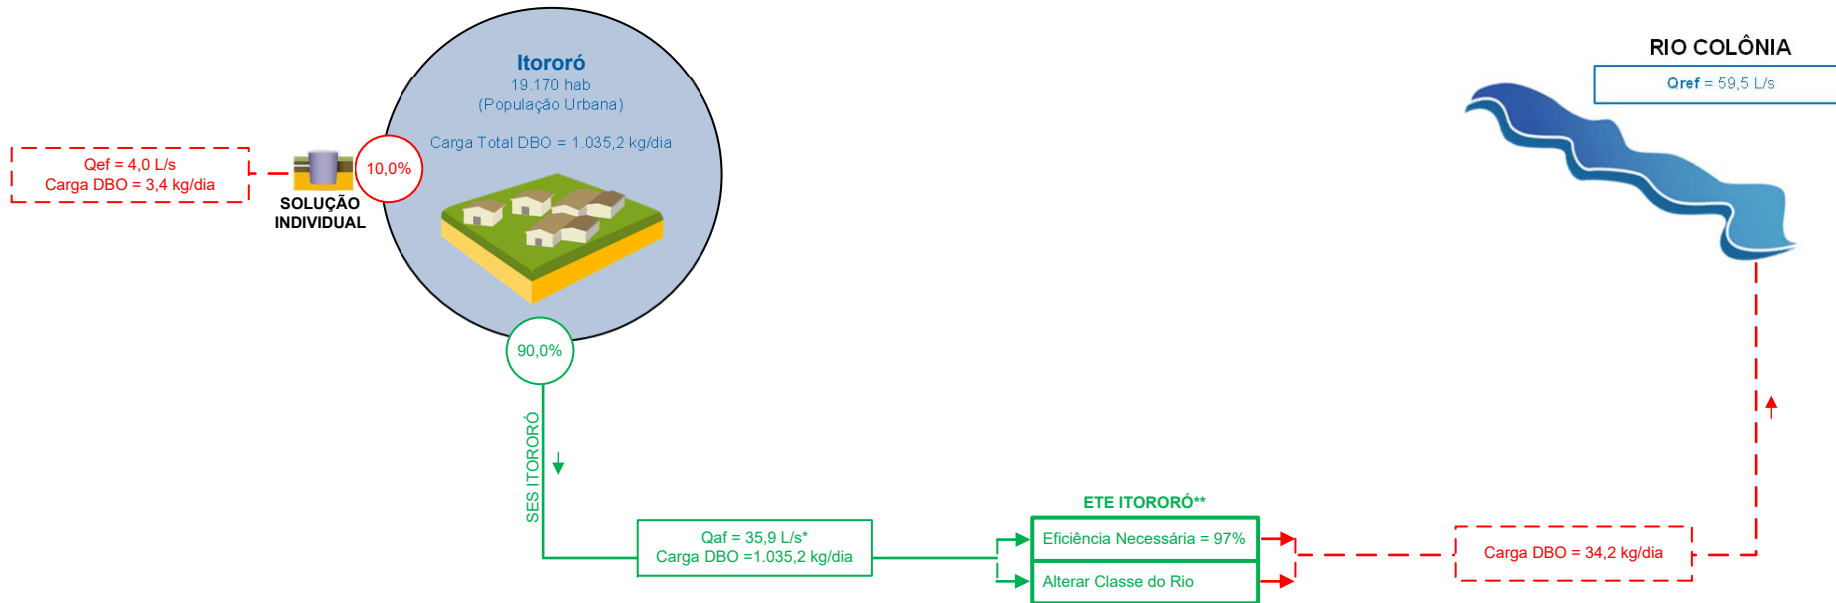 Itororó
19.170 hab
(População Urbana)
Carga Total DBO = 1.035,2 kg/dia
10,0%
Qef = 4,0 L/s
Carga DBO = 3,4 kg/dia
SOLUÇÃO
INDIVIDUAL
90,0%
SES ITORORÓ
Qaf = 35,9 L/s*
Carga DBO =1.035,2 kg/dia
ETE ITORORÓ**
Eficiência Necessária = 97%
Alterar Classe do Rio
Carga DBO = 34,2 kg/dia
RIO COLÔNIA
Qref = 59,5 L/s